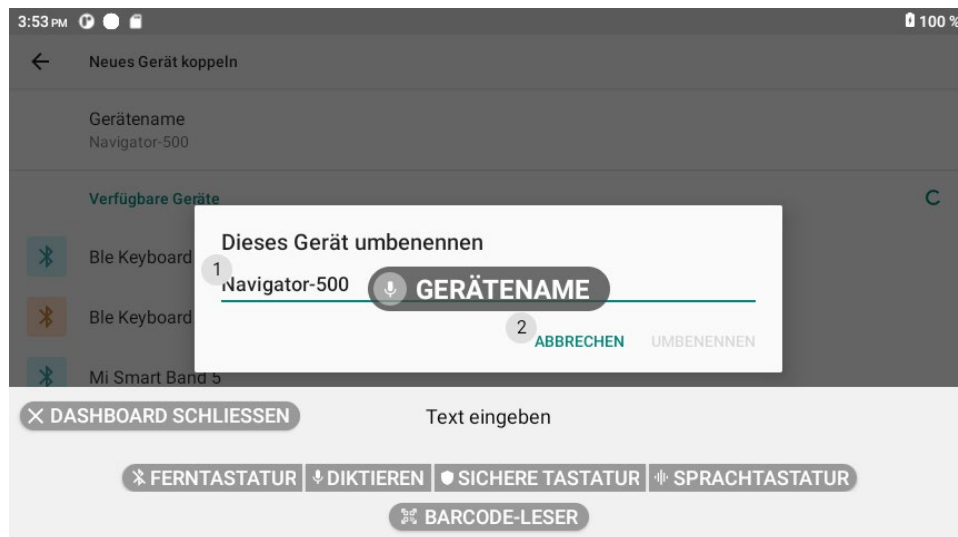 3:53 PM 100 %
Neues Gerät koppeln
Gerätename
Navigator-500
Verfügbare Geräte
Dieses Gerät umbenennen
Ble Keyboard
1
Navigator-500 GERÄTENAME
Ble Keyboard
2
ABBRECHEN UMBENENNEN
Mi Smart Band 5
DASHBOARD SCHLIESSEN Text eingeben
FERNTASTATUR DIKTIEREN SICHERE TASTATUR SPRACHTASTATUR
BARCODE-LESER